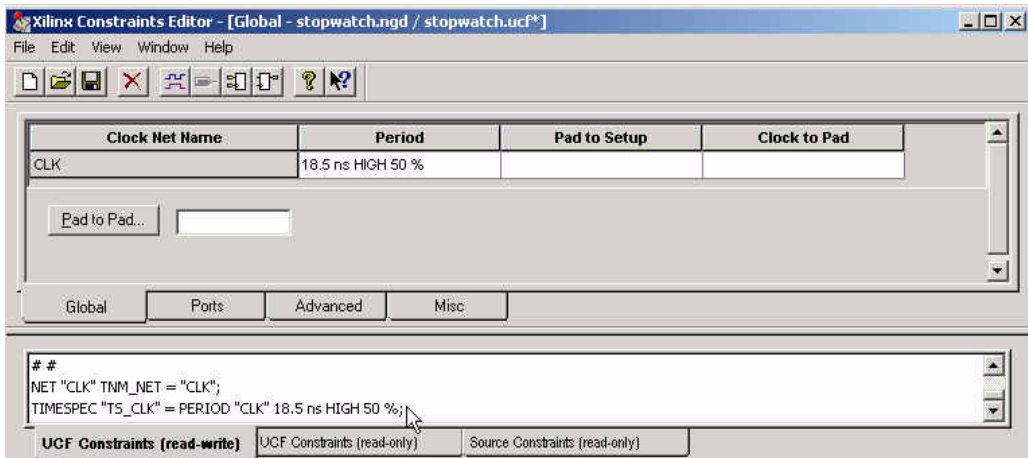 Xilinx Constraints Editor - [Global - stopwatch.ngd / stopwatch.ucf*]
File Edit View Window Help
Clock Net Name Period Pad to Setup Clock to Pad
CLK 18.5 ns HIGH 50 %
Pad to Pad...
Global Ports Advanced Misc
# #
NET "CLK" TNM_NET = "CLK";
TIMESPEC "TS_CLK" = PERIOD "CLK" 18.5 ns HIGH 50 %;
UCF Constraints (read-write) UCF Constraints (read-only) Source Constraints (read-only)